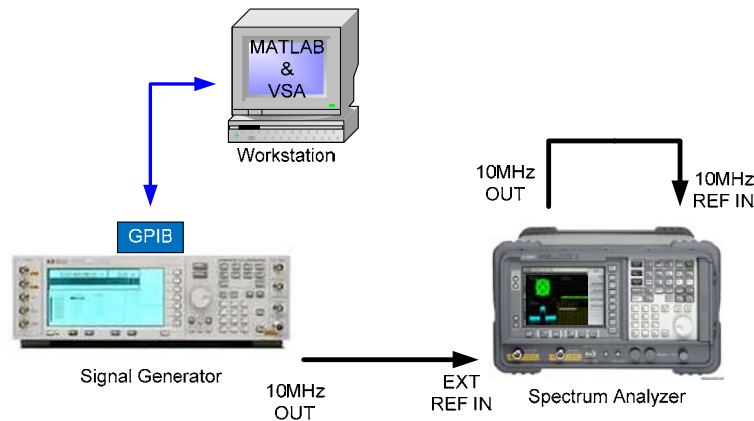 MATLAB
&
VSA
Workstation
10MHz
OUT
10MHz
REF IN
GPIB
Signal Generator
10MHz
OUT
EXT
REF IN
Spectrum Analyzer